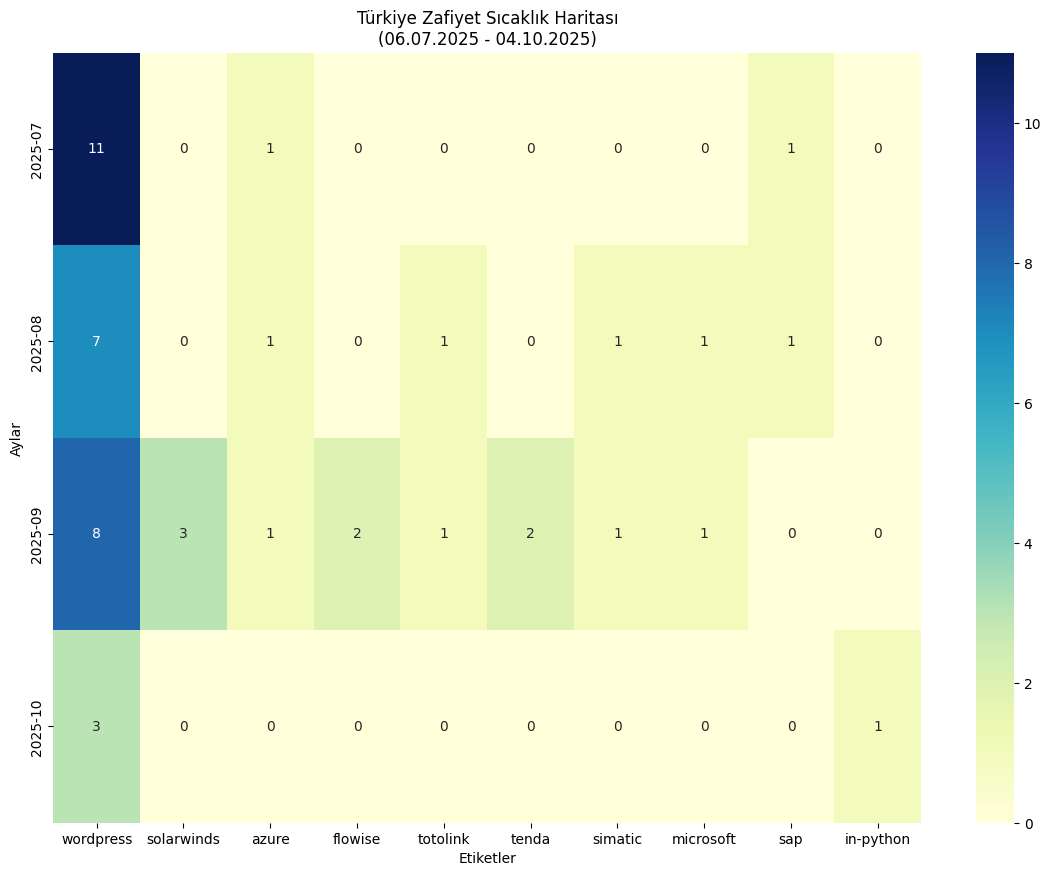 Türkiye Zafiyet Sıcaklık Haritası
(06.07.2025 - 04.10.2025)
2025-07
11 0 1 0 0 0 0 0 1 0
2025-08
7 0 1 0 1 0 1 1 1 0
2025-09
8 3 1 2 1 2 1 1 0 0
2025-10
3 0 0 0 0 0 0 0 0 1
Aylar
wordpress solarwinds azure flowise totolink tenda simatic microsoft sap in-python
Etiketler
10
8
6
4
2
0